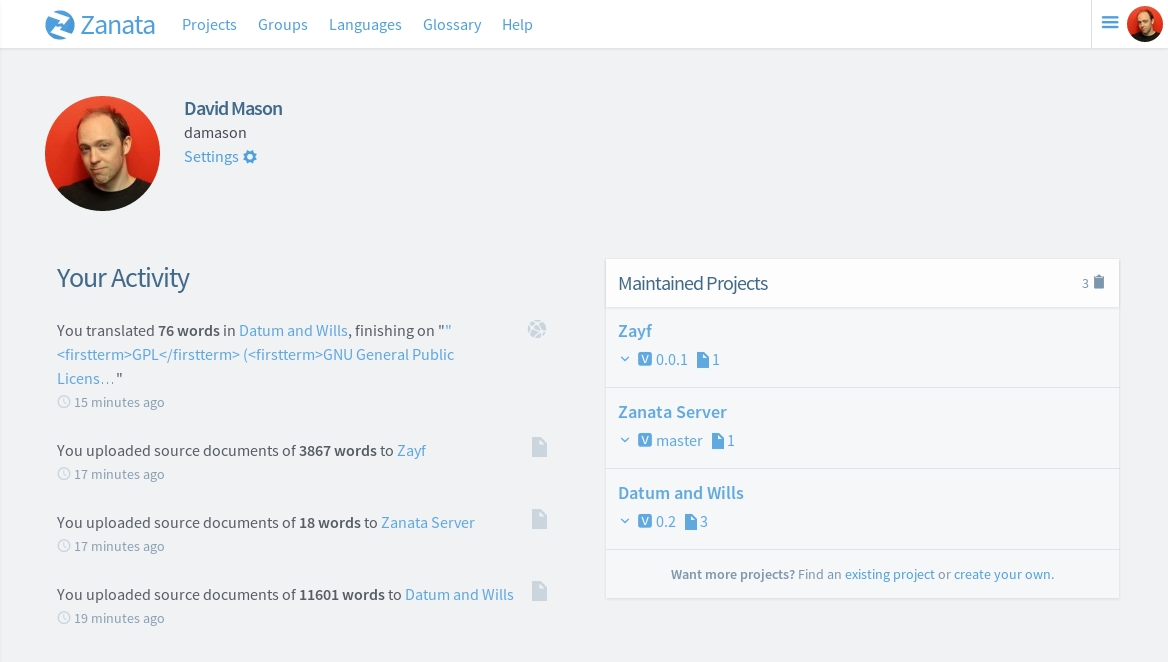 Zanata
Projects
Groups
Languages
Glossary
Help
David Mason
damason
Settings
Your Activity
You translated 76 words in Datum and Wills, finishing on ""
<firstterm>GPL</firstterm> (<firstterm>GNU General Public
Licens…"
15 minutes ago
You uploaded source documents of 3867 words to Zayf
17 minutes ago
You uploaded source documents of 18 words to Zanata Server
17 minutes ago
You uploaded source documents of 11601 words to Datum and Wills
19 minutes ago
Maintained Projects
3
Zayf
V 0.0.1 1
Zanata Server
V master 1
Datum and Wills
V 0.2 3
Want more projects? Find an existing project or create your own.